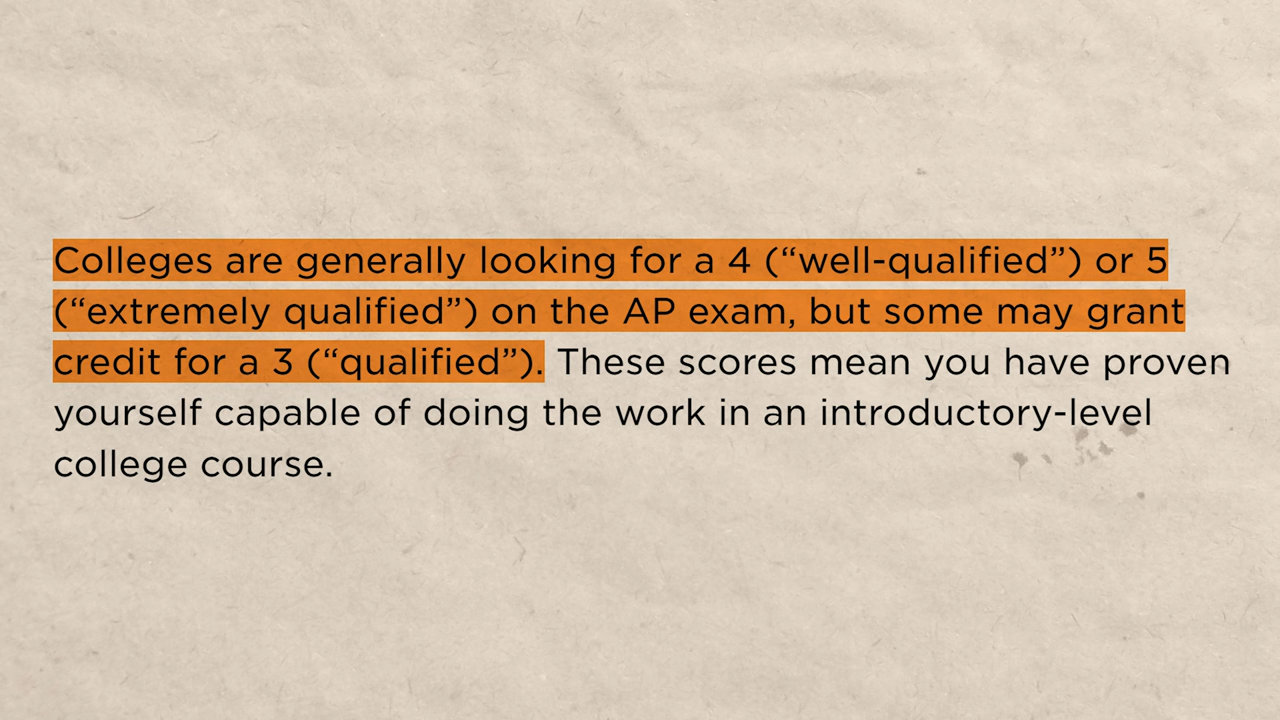 Colleges are generally looking for a 4 (“well-qualified”) or 5
(“extremely qualified”) on the AP exam, but some may grant
credit for a 3 (“qualified”). These scores mean you have proven
yourself capable of doing the work in an introductory-level
college course.